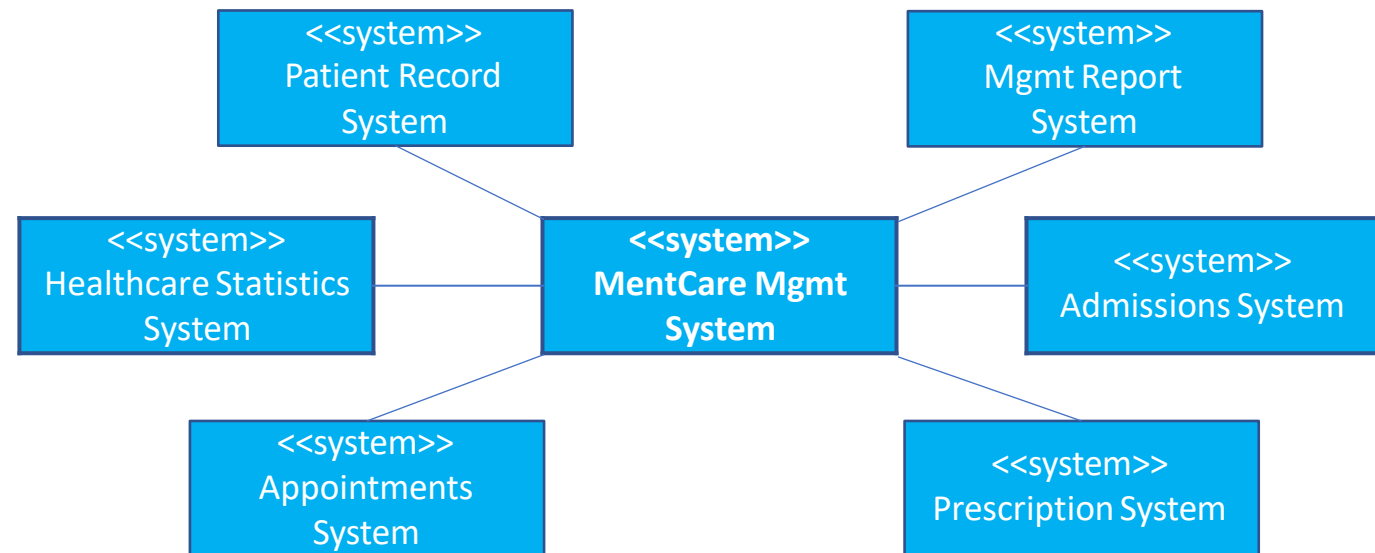 <<system>>
Patient Record
System
<<system>>
Mgmt Report
System
<<system>>
Healthcare Statistics
System
<<system>>
MentCare Mgmt
System
<<system>>
Admissions System
<<system>>
Appointments
System
<<system>>
Prescription System